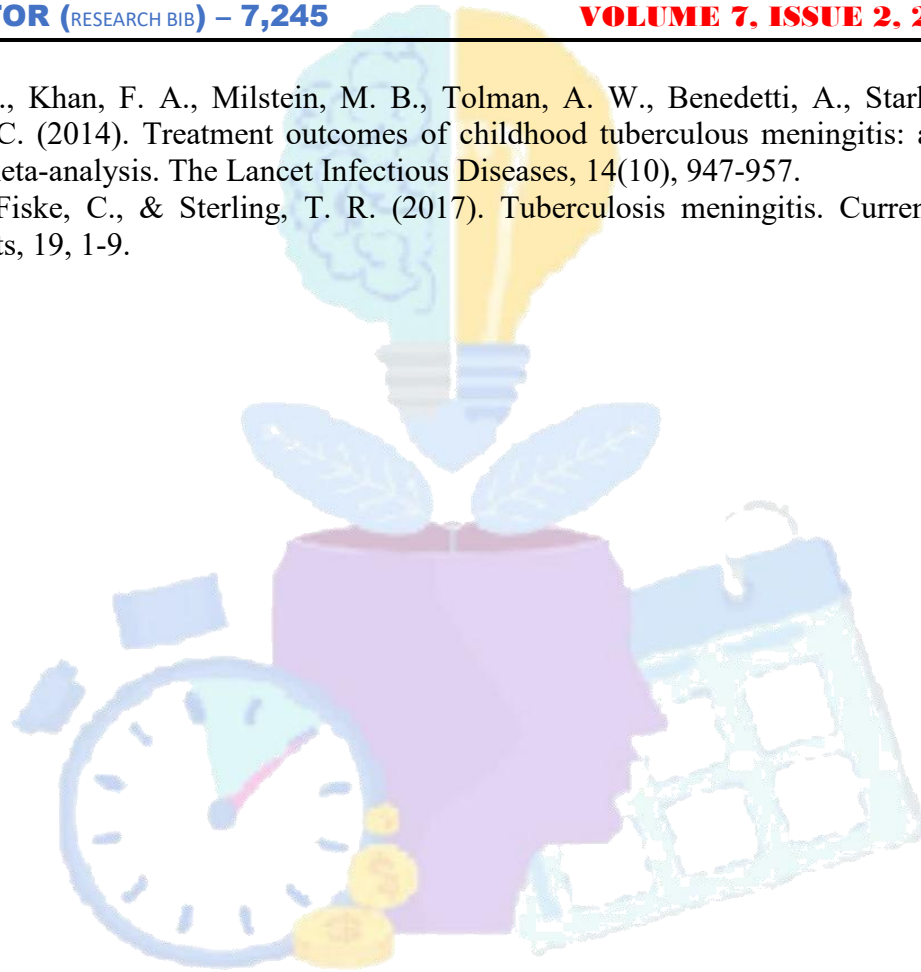 TOR (RESEARCH BIB) – 7,245 VOLUME 7, ISSUE 2, 2
., Khan, F. A., Milstein, M. B., Tolman, A. W., Benedetti, A., Starl
C. (2014). Treatment outcomes of childhood tuberculous meningitis: a
eta-analysis. The Lancet Infectious Diseases, 14(10), 947-957.
Fiske, C., & Sterling, T. R. (2017). Tuberculosis meningitis. Curren
ts, 19, 1-9.